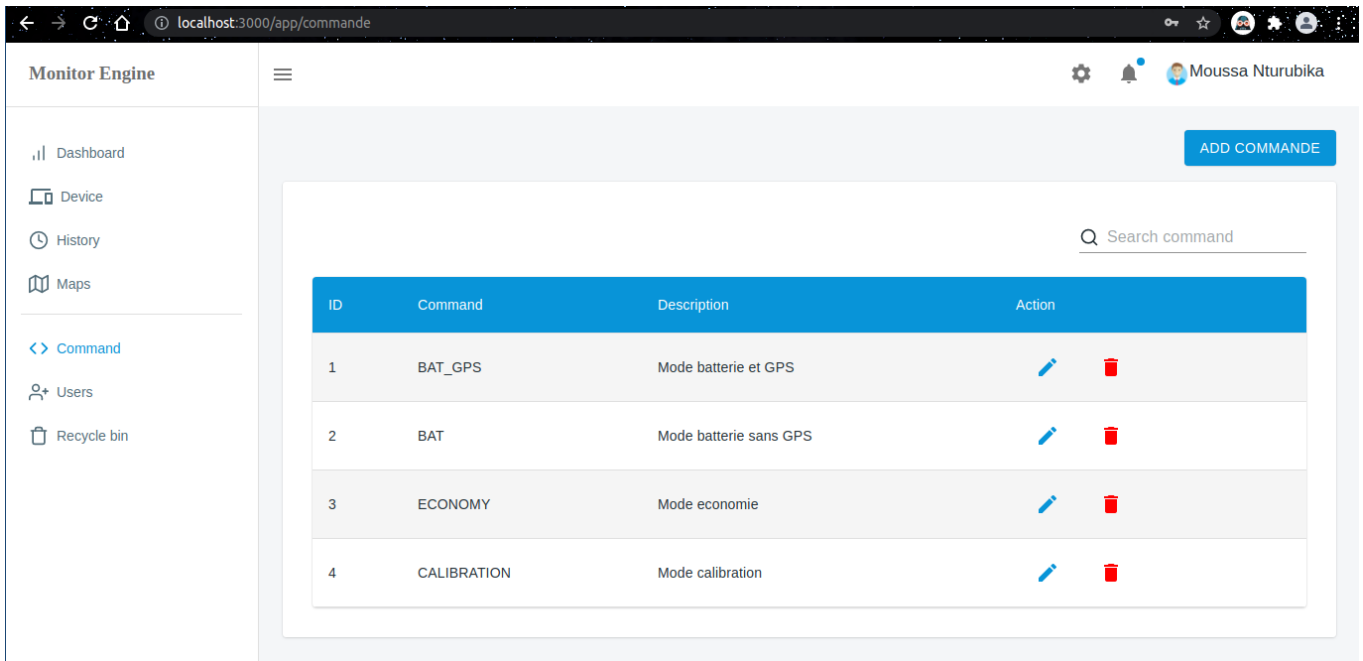 localhost:3000/app/commande
Monitor Engine
Moussa Nturubika
Dashboard
Device
History
Maps
Command
Users
Recycle bin
ADD COMMANDE
Search command
ID Command Description Action
1 BAT_GPS Mode batterie et GPS
2 BAT Mode batterie sans GPS
3 ECONOMY Mode economie
4 CALIBRATION Mode calibration